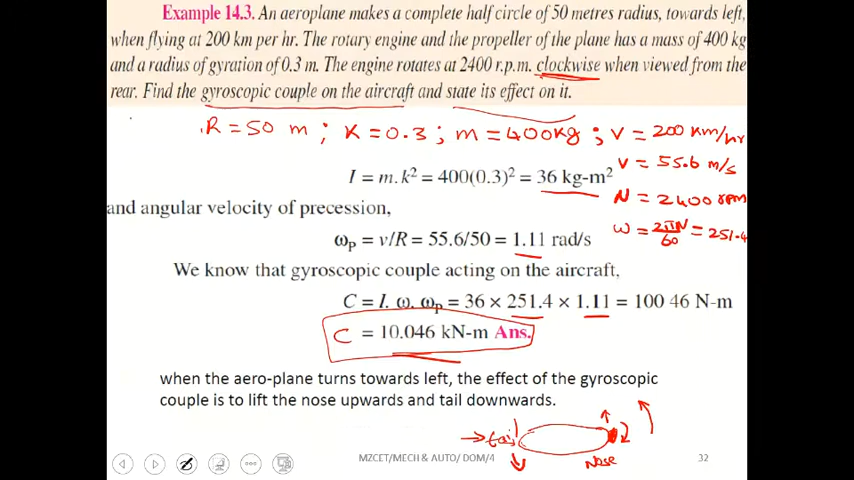 Example 14.3. An aeroplane makes a complete half circle of 50 metres radius, towards left,
when flying at 200 km per hr. The rotary engine and the propeller of the plane has a mass of 400 kg
and a radius of gyration of 0.3 m. The engine rotates at 2400 r.p.m. clockwise when viewed from the
rear. Find the gyroscopic couple on the aircraft and state its effect on it.
R = 50 m ; K = 0.3 ; m = 400kg ; V = 200 km/hr
V = 55.6 m/s
I = m.k² = 400(0.3)² = 36 kg-m²
N = 2400 rpm
and angular velocity of precession,
ω = 2πN/60 = 251.4
ωP = v/R = 55.6/50 = 1.11 rad/s
We know that gyroscopic couple acting on the aircraft,
C = I. ω. ωP = 36 × 251.4 × 1.11 = 100 46 N-m
C = 10.046 kN-m Ans.
when the aero-plane turns towards left, the effect of the gyroscopic
couple is to lift the nose upwards and tail downwards.
tail
Nose
MZCET/MECH & AUTO/ DOM/4
32